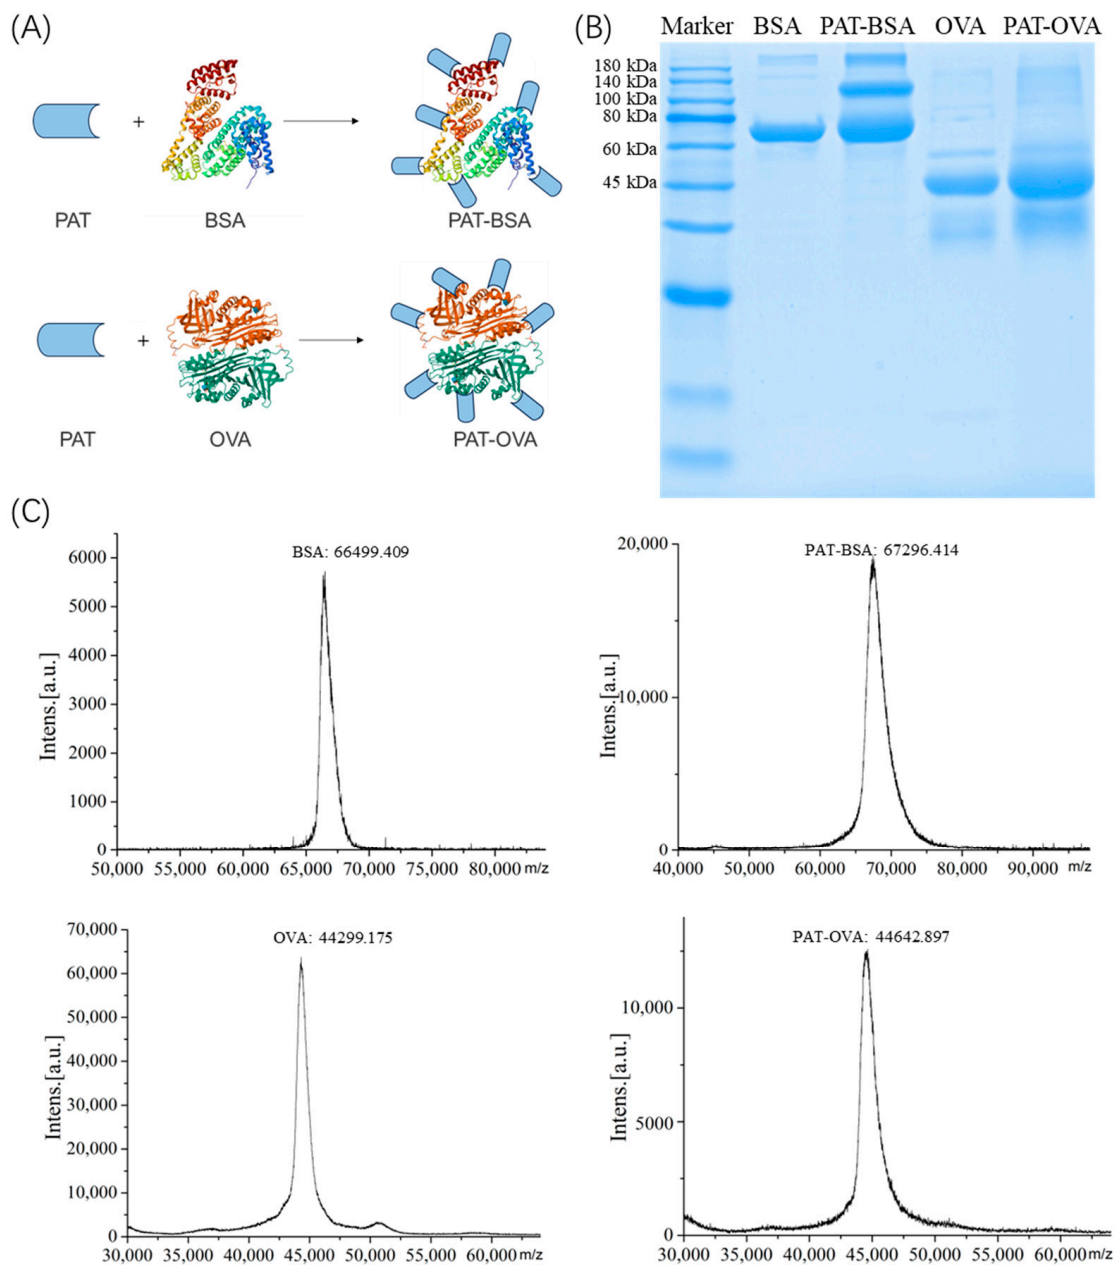 (A)
PAT
+
BSA
PAT-BSA
PAT
+
OVA
PAT-OVA
(B)
Marker BSA PAT-BSA OVA PAT-OVA
180 kDa
140 kDa
100 kDa
80 kDa
60 kDa
45 kDa
(C)
BSA: 66499.409
Intens.[a.u.]
6000
5000
4000
3000
2000
1000
0
50,000 55,000 60,000 65,000 70,000 75,000 80,000 m/z
PAT-BSA: 67296.414
Intens.[a.u.]
20,000
10,000
0
40,000 50,000 60,000 70,000 80,000 90,000 m/z
OVA: 44299.175
Intens.[a.u.]
70,000
60,000
50,000
40,000
30,000
20,000
10,000
0
30,000 35,000 40,000 45,000 50,000 55,000 60,000 m/z
PAT-OVA: 44642.897
Intens.[a.u.]
10,000
5000
0
30,000 35,000 40,000 45,000 50,000 55,000 60,000 m/z